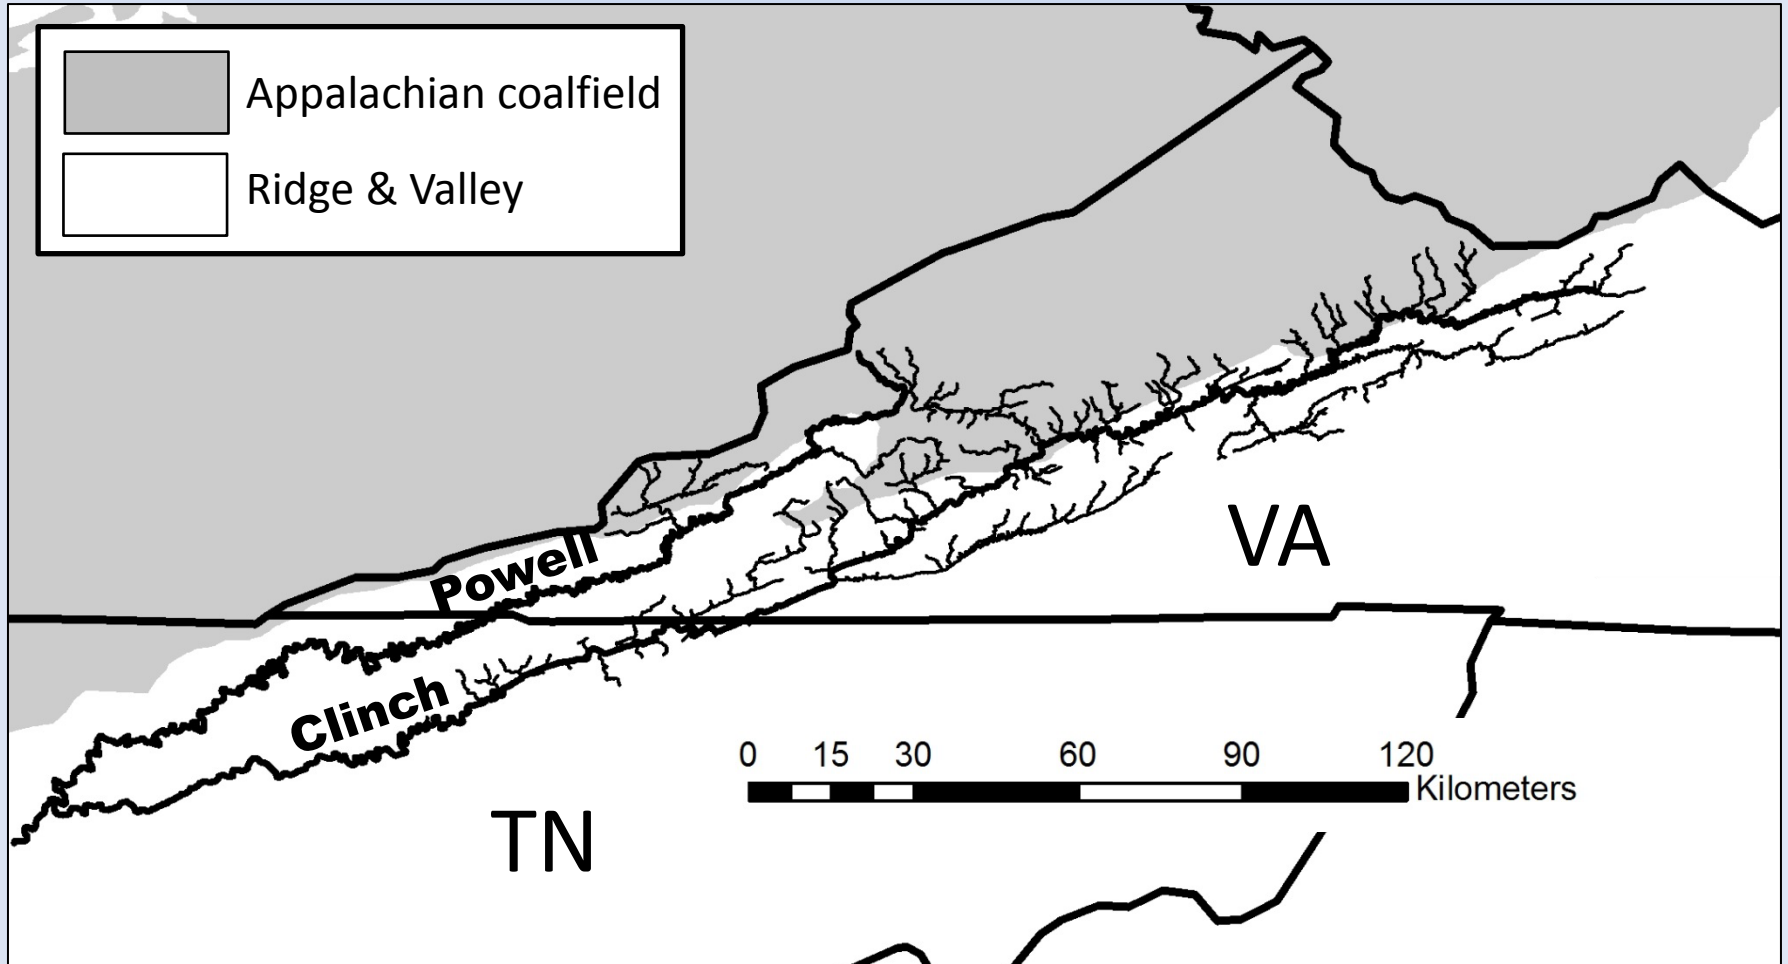 Appalachian coalfield
Ridge & Valley
Powell
VA
Clinch
0 15 30 60 90 120
Kilometers
TN